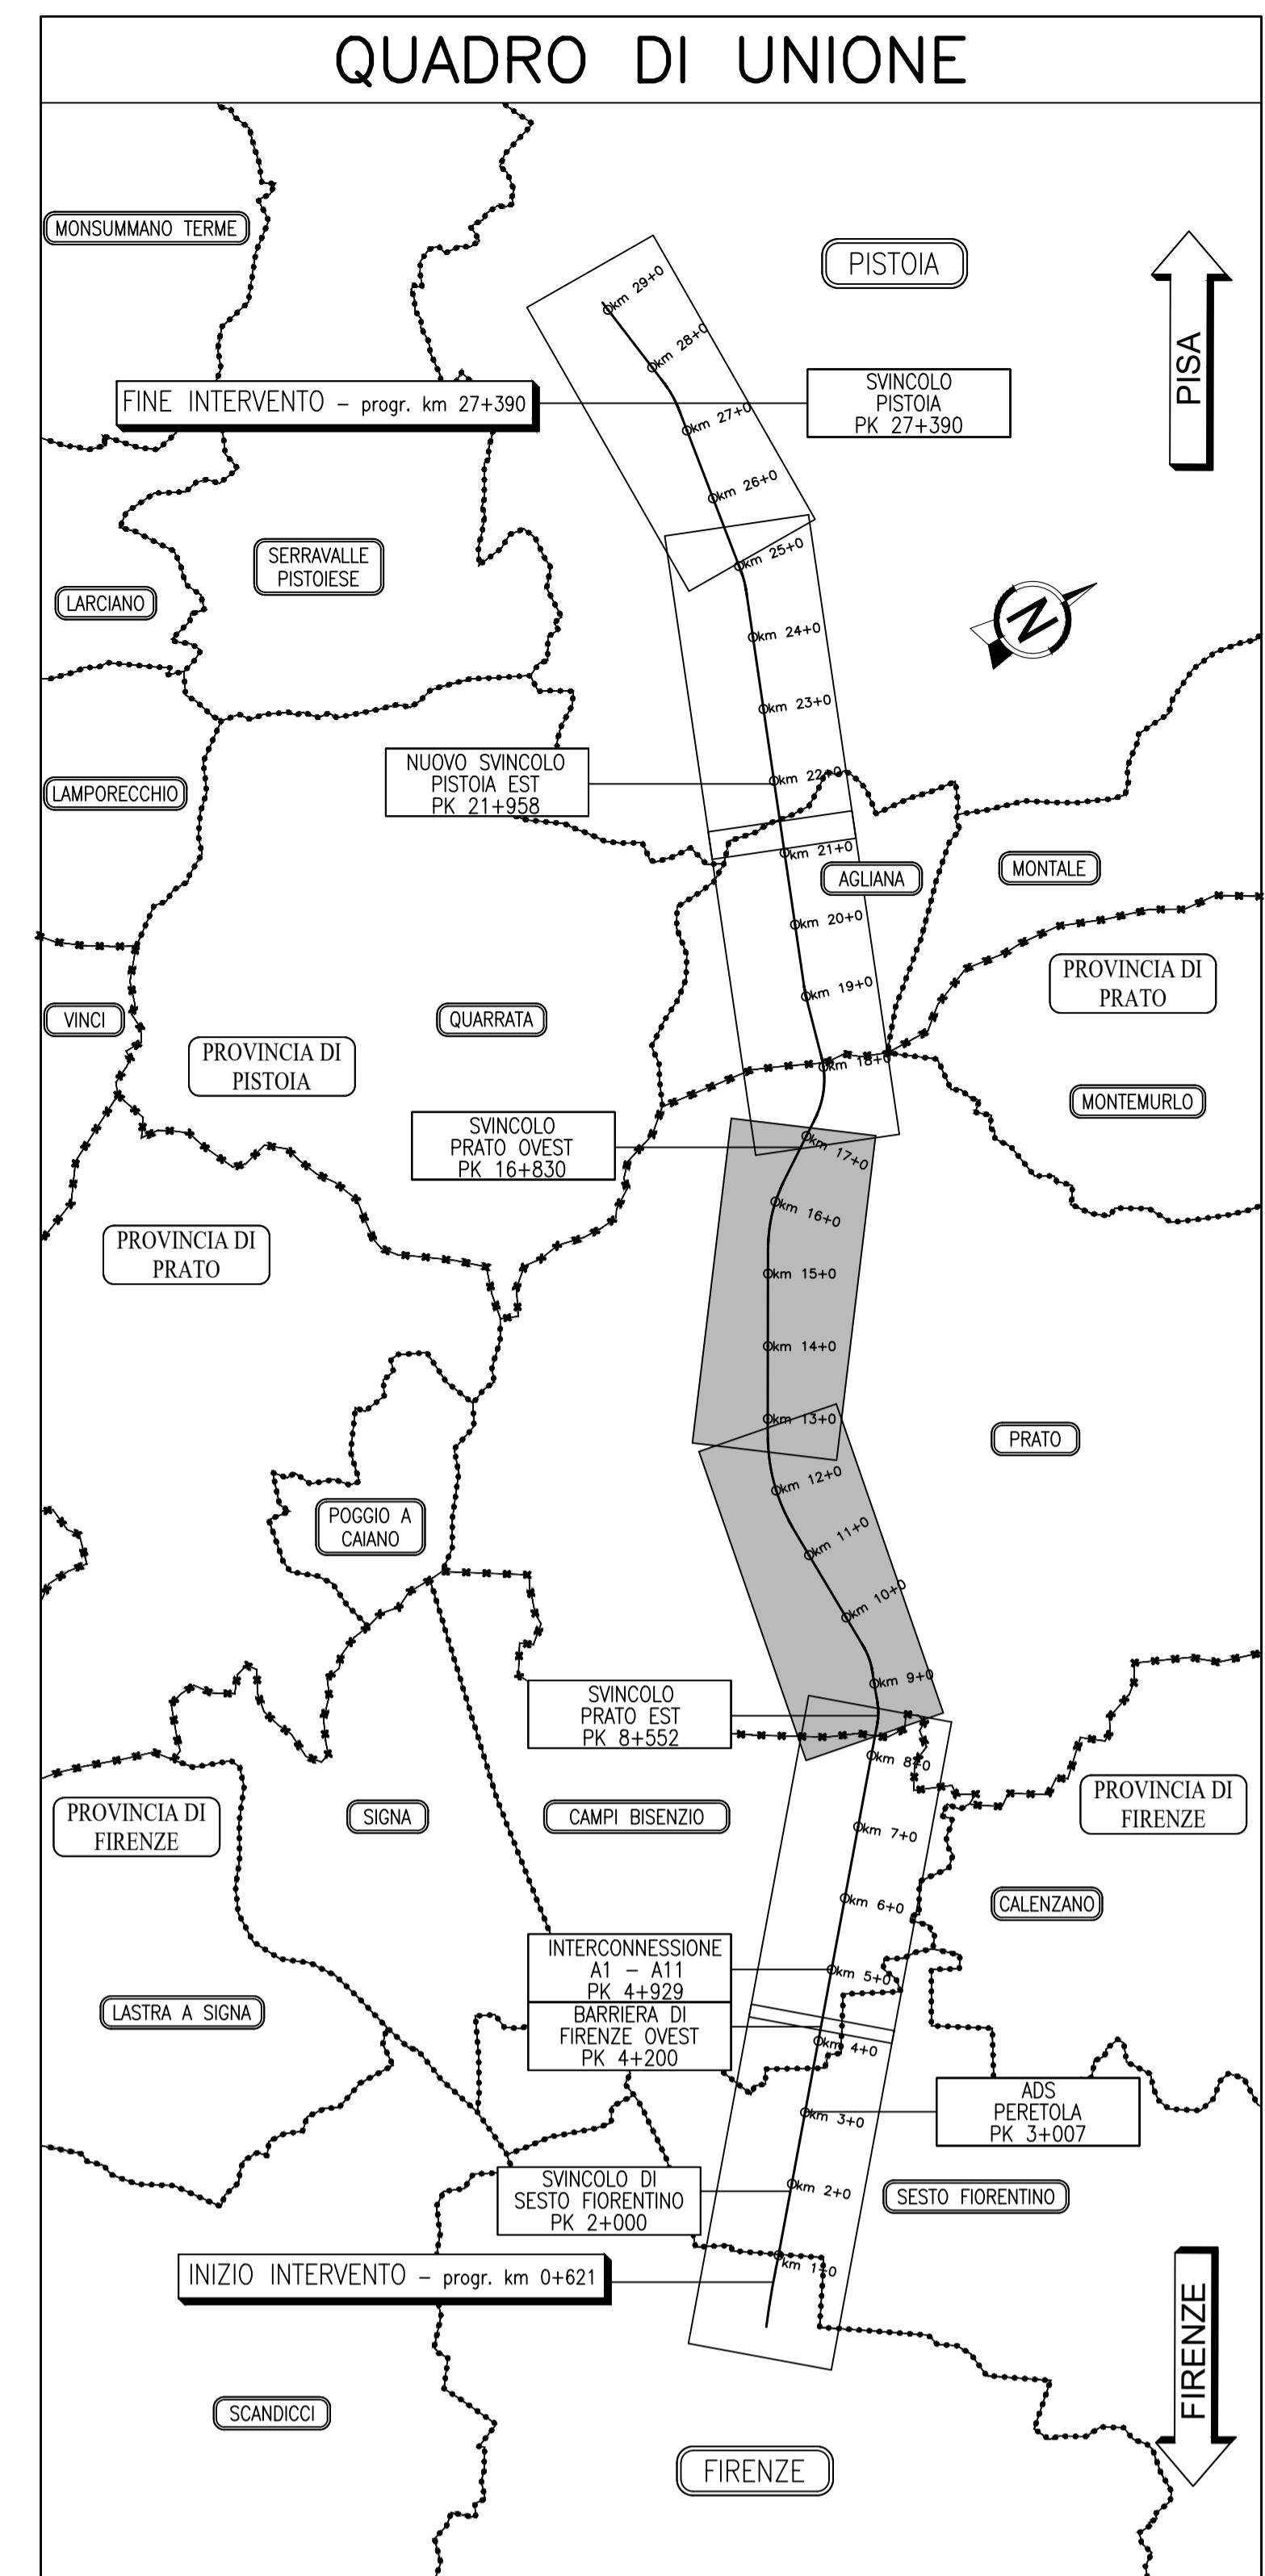 QUADRO DI UNIONE
MONSUMMANO TERME
PISTOIA
PISA
km 29+0
km 28+0
FINE INTERVENTO – progr. km 27+390
SVINCOLO
PISTOIA
PK 27+390
km 27+0
km 26+0
km 25+0
SERRAVALLE
PISTOIESE
LARCIANO
N
km 24+0
km 23+0
NUOVO SVINCOLO
PISTOIA EST
PK 21+958
km 22+0
LAMPORECCHIO
km 21+0
AGLIANA
MONTALE
km 20+0
PROVINCIA DI
PRATO
km 19+0
VINCI
QUARRATA
PROVINCIA DI
PISTOIA
km 18+0
MONTEMURLO
SVINCOLO
PRATO OVEST
PK 16+830
km 17+0
km 16+0
PROVINCIA DI
PRATO
km 15+0
km 14+0
km 13+0
PRATO
km 12+0
POGGIO A
CAIANO
km 11+0
km 10+0
km 9+0
SVINCOLO
PRATO EST
PK 8+552
km 8+0
PROVINCIA DI
FIRENZE
SIGNA
CAMPI BISENZIO
PROVINCIA DI
FIRENZE
km 7+0
km 6+0
CALENZANO
INTERCONNESSIONE
A1 – A11
PK 4+929
km 5+0
LASTRA A SIGNA
BARRIERA DI
FIRENZE OVEST
PK 4+200
km 4+0
ADS
PERETOLA
PK 3+007
km 3+0
SVINCOLO DI
SESTO FIORENTINO
PK 2+000
km 2+0
SESTO FIORENTINO
INIZIO INTERVENTO – progr. km 0+621
km 1+0
FIRENZE
SCANDICCI
FIRENZE